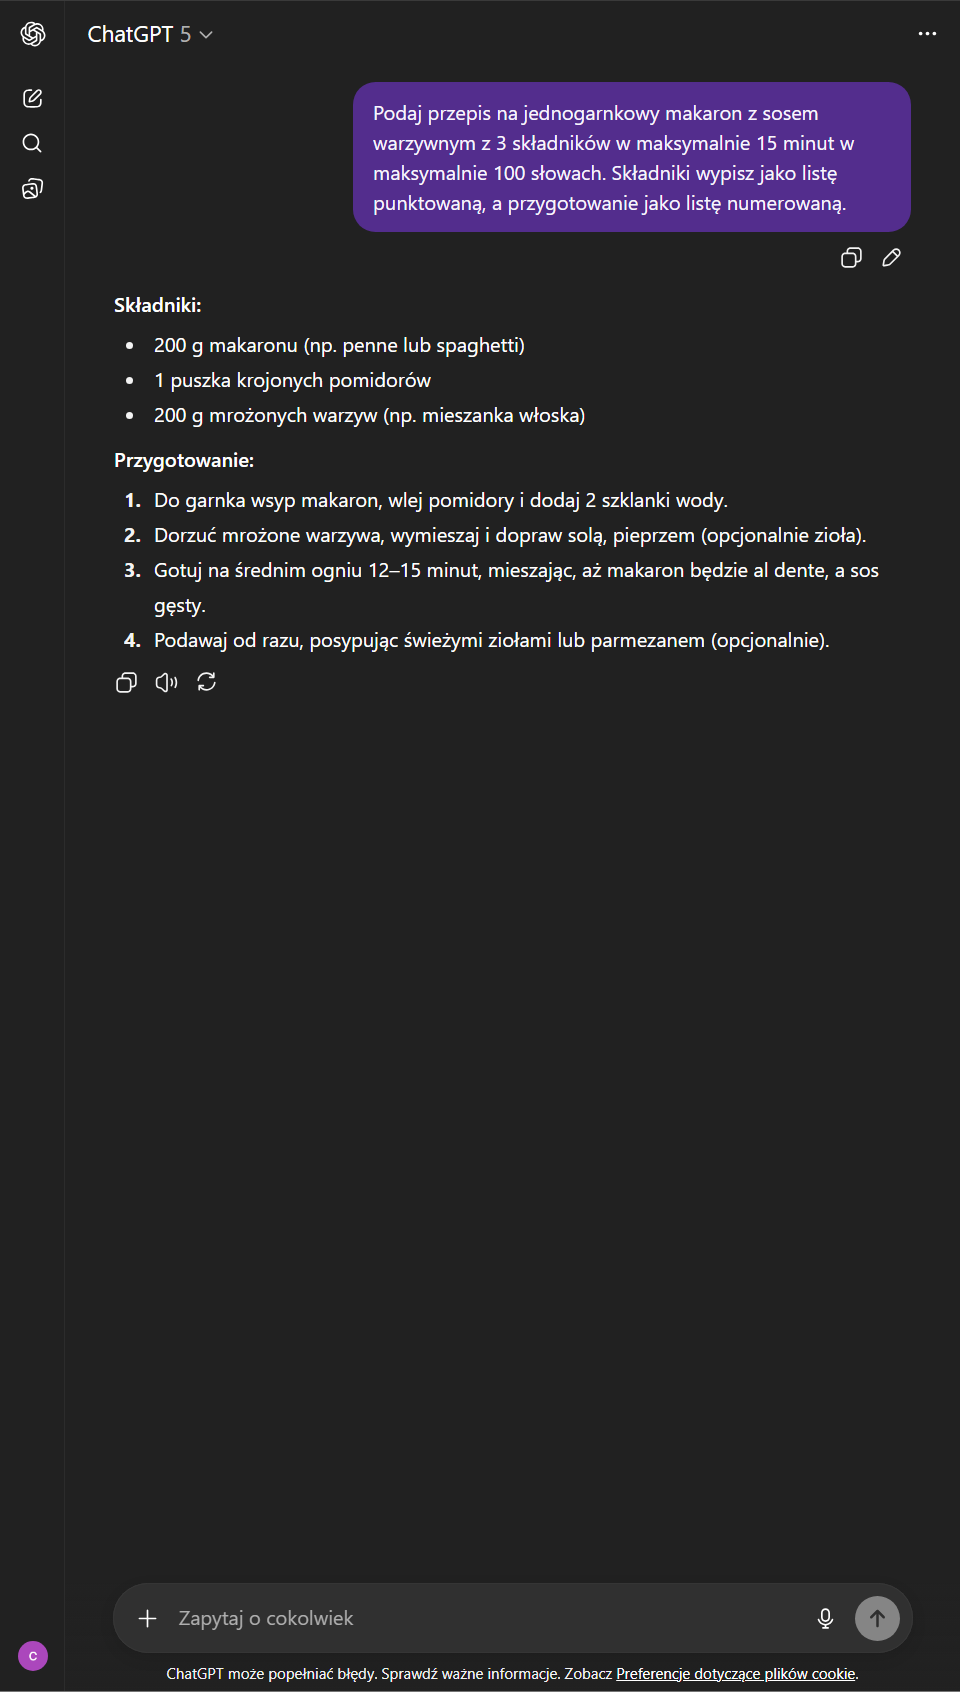 ChatGPT 5
Podaj przepis na jednogarnkowy makaron z sosem
warzywnym z 3 składników w maksymalnie 15 minut w
maksymalnie 100 słowach. Składniki wypisz jako listę
punktowaną, a przygotowanie jako listę numerowaną.
Składniki:
• 200 g makaronu (np. penne lub spaghetti)
• 1 puszka krojonych pomidorów
• 200 g mrożonych warzyw (np. mieszanka włoska)
Przygotowanie:
1. Do garnka wsyp makaron, wlej pomidory i dodaj 2 szklanki wody.
2. Dorzuć mrożone warzywa, wymieszaj i dopraw solą, pieprzem (opcjonalnie zioła).
3. Gotuj na średnim ogniu 12–15 minut, mieszając, aż makaron będzie al dente, a sos
gęsty.
4. Podawaj od razu, posypując świeżymi ziołami lub parmezanem (opcjonalnie).
Zapytaj o cokolwiek
C
ChatGPT może popełniać błędy. Sprawdź ważne informacje. Zobacz Preferencje dotyczące plików cookie.